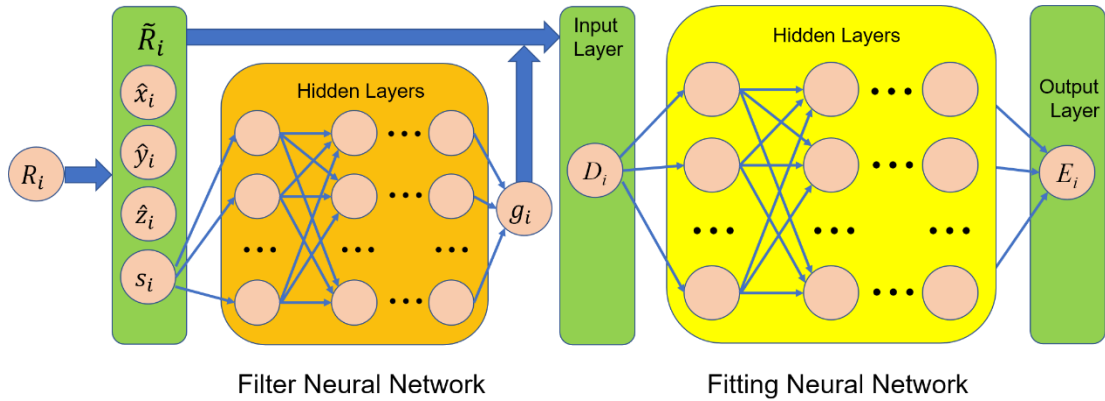 R̃ᵢ
x̂ᵢ
ŷᵢ
ẑᵢ
sᵢ
Rᵢ
Hidden Layers
•••
•••
•••
•••
•••
•••
gᵢ
Input
Layer
Dᵢ
Hidden Layers
•••
•••
•••
•••
•••
•••
Output
Layer
Eᵢ
Filter Neural Network
Fitting Neural Network